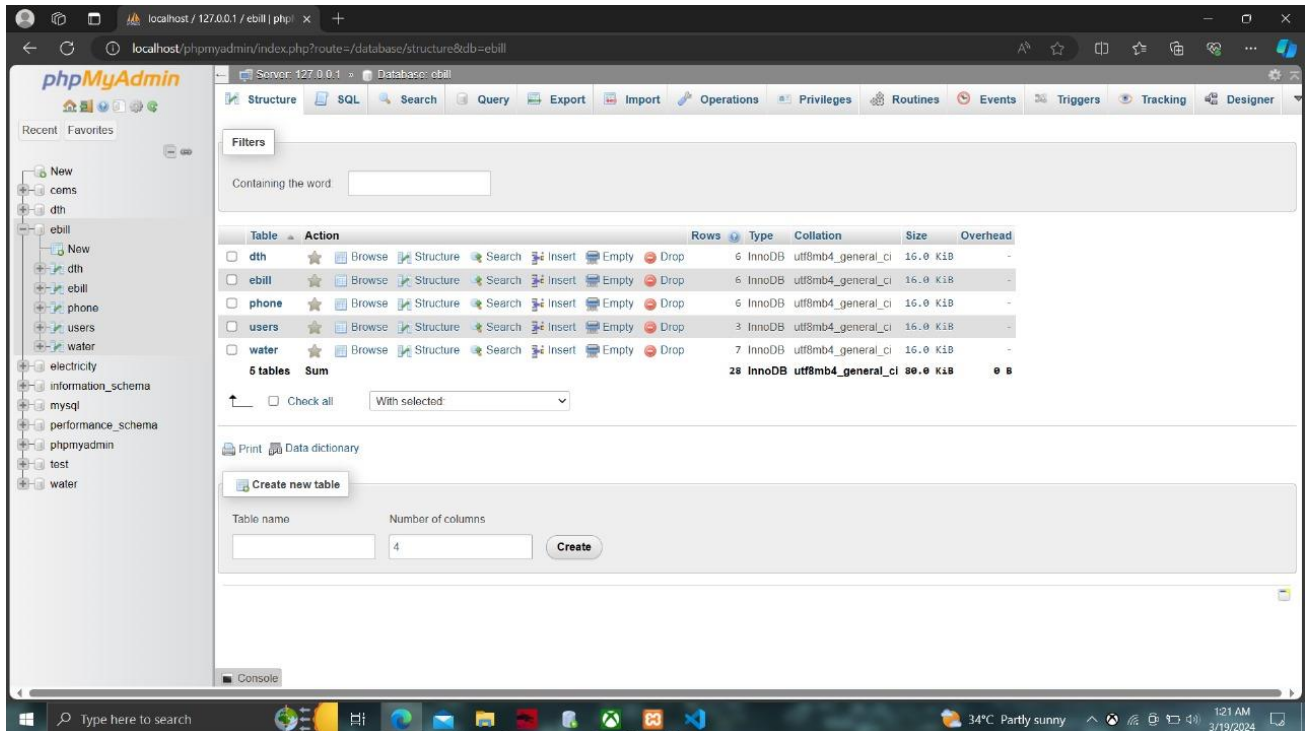 localhost / 127.0.0.1 / ebill | php
localhost/phpmyadmin/index.php?route=/database/structure&db=ebill
phpMyAdmin
Recent Favorites
New
cems
dth
ebill
New
dth
ebill
phone
users
water
electricity
information_schema
mysql
performance_schema
phpmyadmin
test
water
Server: 127.0.0.1 » Database: ebill
Structure SQL Search Query Export Import Operations Privileges Routines Events Triggers Tracking Designer
Filters
Containing the word:
Table Action Rows Type Collation Size Overhead
dth Browse Structure Search Insert Empty Drop 6 InnoDB utf8mb4_general_ci 16.0 KiB -
ebill Browse Structure Search Insert Empty Drop 6 InnoDB utf8mb4_general_ci 16.0 KiB -
phone Browse Structure Search Insert Empty Drop 6 InnoDB utf8mb4_general_ci 16.0 KiB -
users Browse Structure Search Insert Empty Drop 3 InnoDB utf8mb4_general_ci 16.0 KiB -
water Browse Structure Search Insert Empty Drop 7 InnoDB utf8mb4_general_ci 16.0 KiB -
5 tables Sum 28 InnoDB utf8mb4_general_ci 80.0 KiB 0 B
Check all With selected:
Print Data dictionary
Create new table
Table name Number of columns
4 Create
Console
Type here to search
34°C Partly sunny
1:21 AM
3/19/2024